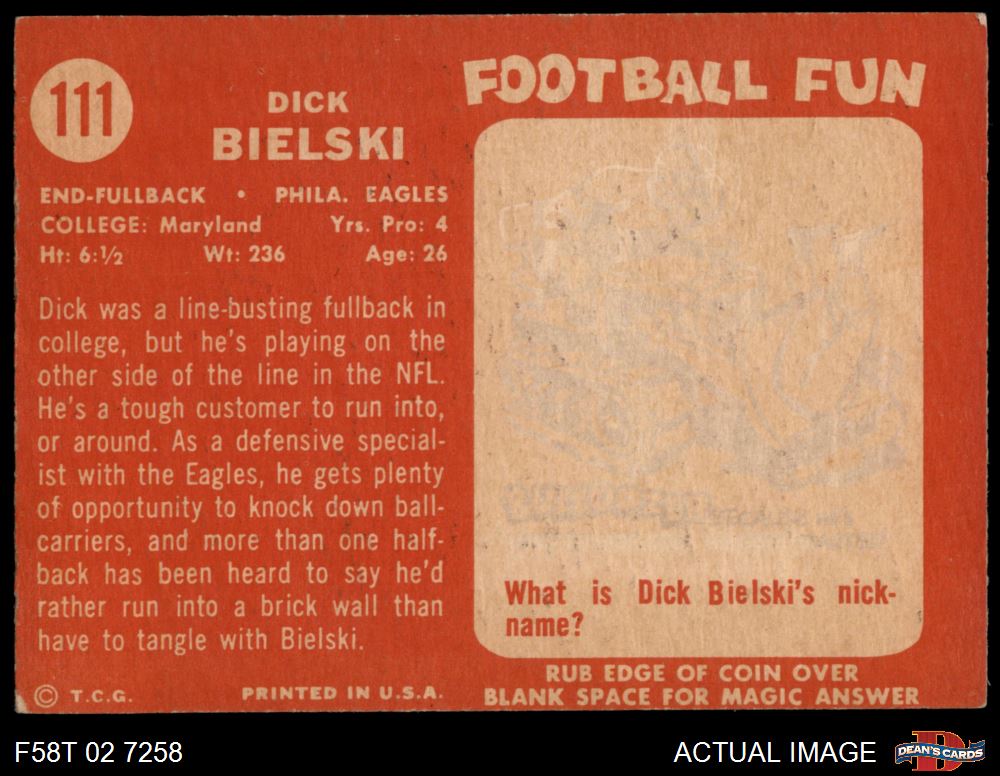 111
DICK
BIELSKI
END-FULLBACK • PHILA. EAGLES
COLLEGE: Maryland Yrs. Pro: 4
Ht: 6:½ Wt: 236 Age: 26
Dick was a line-busting fullback in
college, but he's playing on the
other side of the line in the NFL.
He's a tough customer to run into,
or around. As a defensive special-
ist with the Eagles, he gets plenty
of opportunity to knock down ball-
carriers, and more than one half-
back has been heard to say he'd
rather run into a brick wall than
have to tangle with Bielski.
© T.C.G. PRINTED IN U.S.A.
FOOTBALL FUN
What is Dick Bielski's nick-
name?
RUB EDGE OF COIN OVER
BLANK SPACE FOR MAGIC ANSWER
F58T 02 7258
ACTUAL IMAGE
DEAN'S CARDS